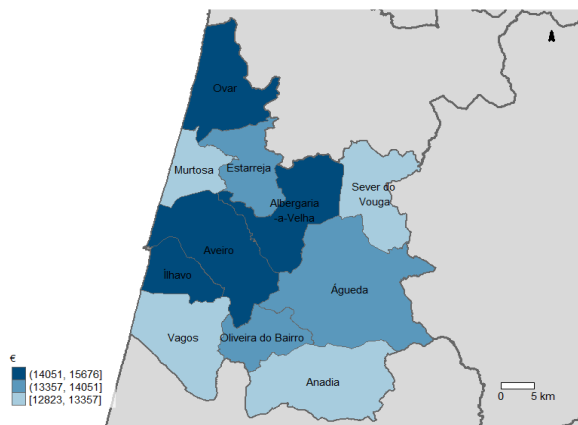 Ovar
Murtosa
Estarreja
Albergaria
-a-Velha
Sever do
Vouga
Aveiro
Ílhavo
Águeda
Vagos
Oliveira do Bairro
Anadia
€
(14051, 15676]
(13357, 14051]
[12823, 13357]
0 5 km